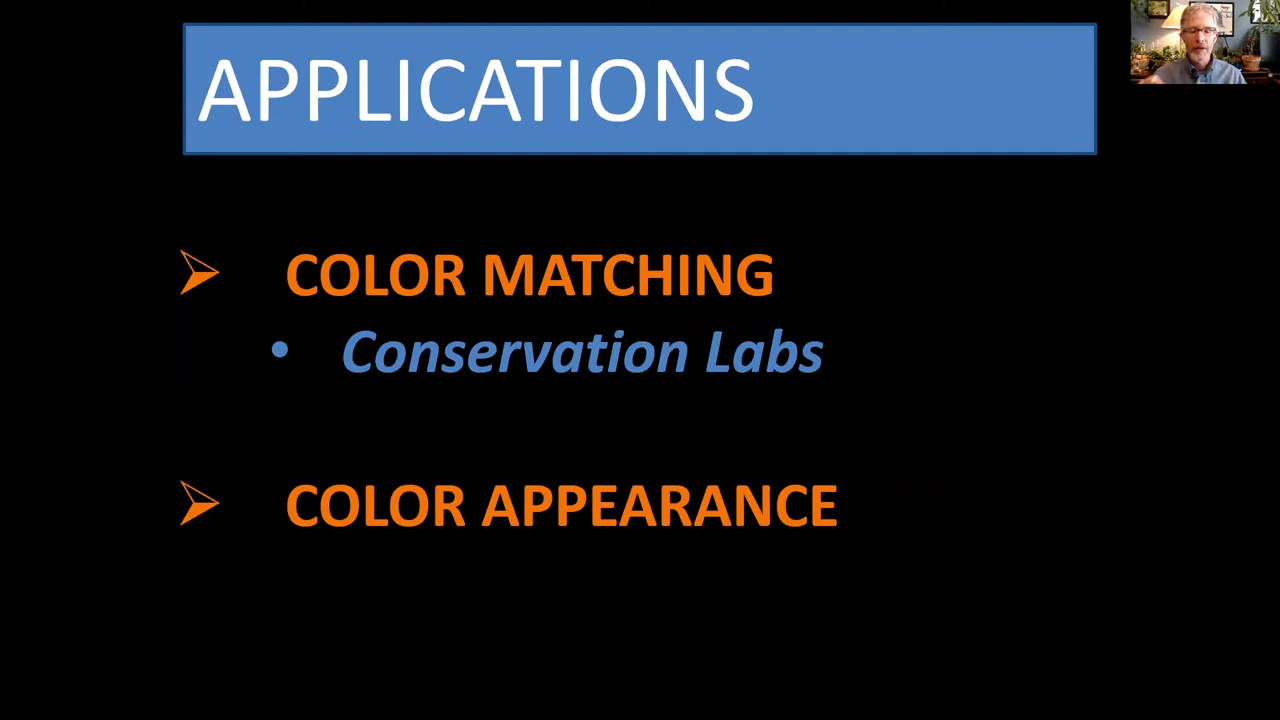 APPLICATIONS
COLOR MATCHING
Conservation Labs
COLOR APPEARANCE